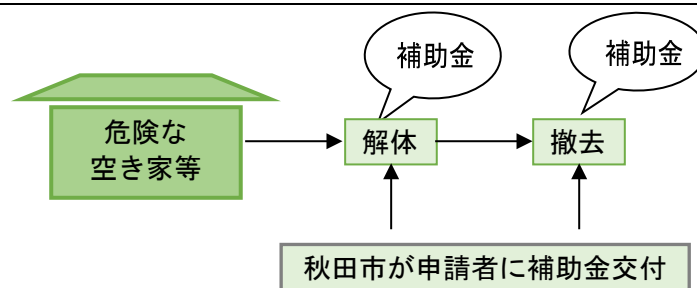 補助金
補助金
危険な
空き家等
解体
撤去
秋田市が申請者に補助金交付